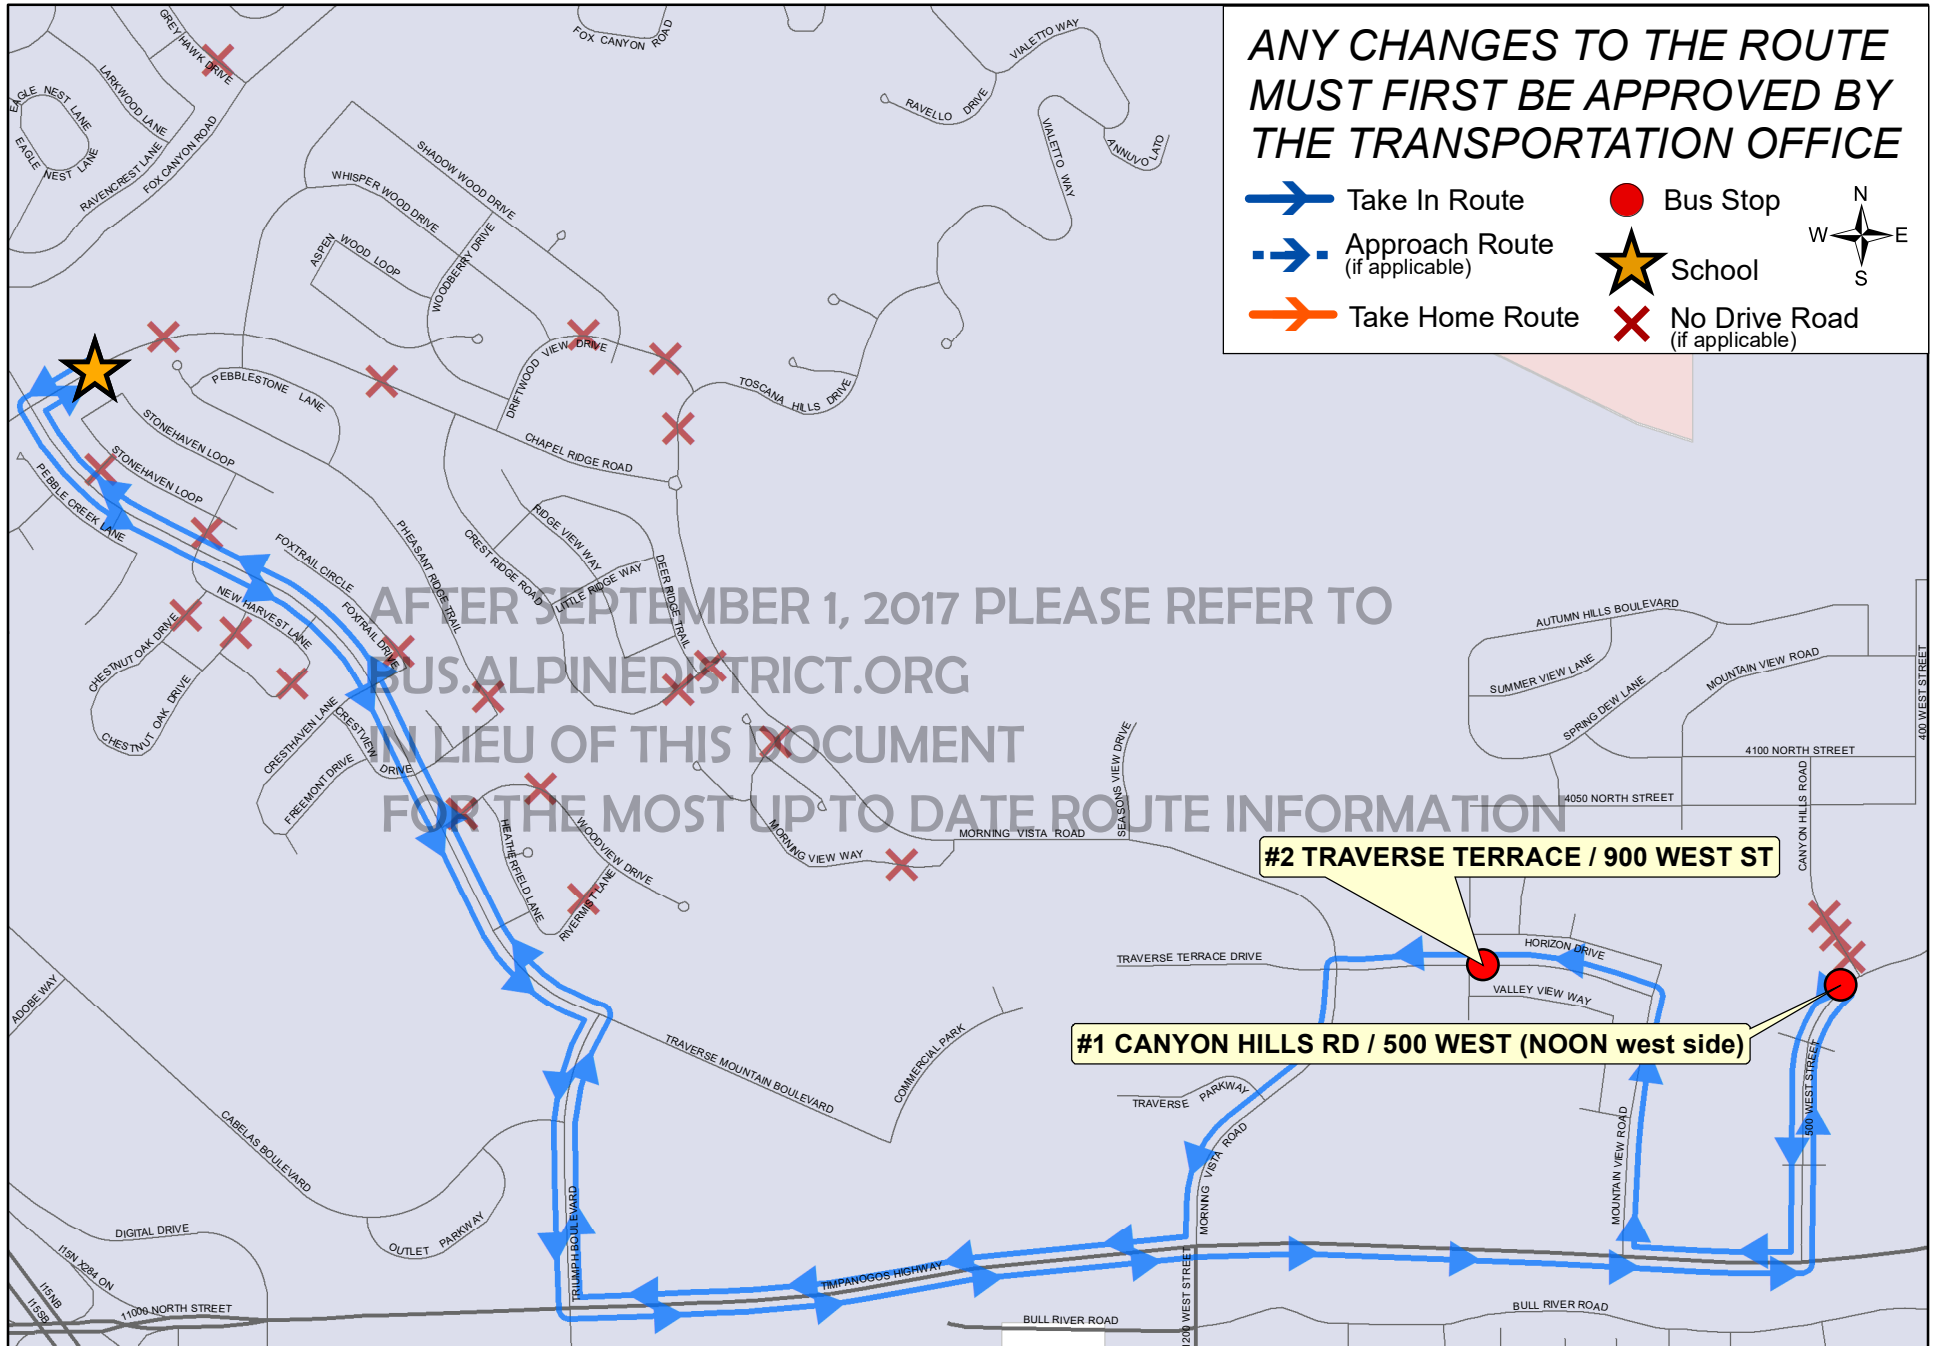 ANY CHANGES TO THE ROUTE
MUST FIRST BE APPROVED BY
THE TRANSPORTATION OFFICE
Take In Route
Approach Route
(if applicable)
Take Home Route
Bus Stop
School
No Drive Road
(if applicable)
N
W
E
S
GREY HAWK DRIVE
LARKWOOD LANE
EAGLE NEST LANE
EAGLE NEST LANE
RAVENCREST LANE
FOX CANYON ROAD
FOX CANYON ROAD
VIALETTO WAY
RAVELLO DRIVE
VIALETTO WAY
ANNUVOLATO
SHADOW WOOD DRIVE
WHISPER WOOD DRIVE
ASPEN WOOD LOOP
WOODBERRY DRIVE
DRIFTWOOD VIEW DRIVE
TOSCANA HILLS DRIVE
PEBBLESTONE LANE
STONEHAVEN LOOP
STONEHAVEN LOOP
CHAPEL RIDGE ROAD
PEBBLE CREEK LANE
PHEASANT RIDGE TRAIL
CREST RIDGE ROAD
RIDGE VIEW WAY
LITTLE RIDGE WAY
DEER RIDGE TRAIL
FOXTRAIL CIRCLE
FOXTRAIL DRIVE
NEW HARVEST LANE
CHESTNUT OAK DRIVE
CHESTNUT OAK DRIVE
CRESTHAVEN LANE
CRESTVIEW DRIVE
FREEMONT DRIVE
AFTER SEPTEMBER 1, 2017 PLEASE REFER TO
BUS.ALPINEDISTRICT.ORG
IN LIEU OF THIS DOCUMENT
FOR THE MOST UP TO DATE ROUTE INFORMATION
AUTUMN HILLS BOULEVARD
SUMMER VIEW LANE
SPRING DEW LANE
MOUNTAIN VIEW ROAD
400 WEST STREET
4100 NORTH STREET
4050 NORTH STREET
CANYON HILLS ROAD
SEASONS VIEW DRIVE
MORNING VISTA ROAD
MORNING VIEW WAY
HEATHERFIELD LANE
WOODVIEW DRIVE
RIVERMIST LANE
#2 TRAVERSE TERRACE / 900 WEST ST
HORIZON DRIVE
TRAVERSE TERRACE DRIVE
VALLEY VIEW WAY
#1 CANYON HILLS RD / 500 WEST (NOON west side)
ADOBE WAY
TRAVERSE MOUNTAIN BOULEVARD
COMMERCIAL PARK
TRAVERSE PARKWAY
MORNING VISTA ROAD
MOUNTAIN VIEW ROAD
500 WEST STREET
CABELAS BOULEVARD
OUTLET PARKWAY
TRIUMPH BOULEVARD
DIGITAL DRIVE
I15N X284 ON
I15NB
I15SB
11000 NORTH STREET
TIMPANOGOS HIGHWAY
1200 WEST STREET
BULL RIVER ROAD
BULL RIVER ROAD